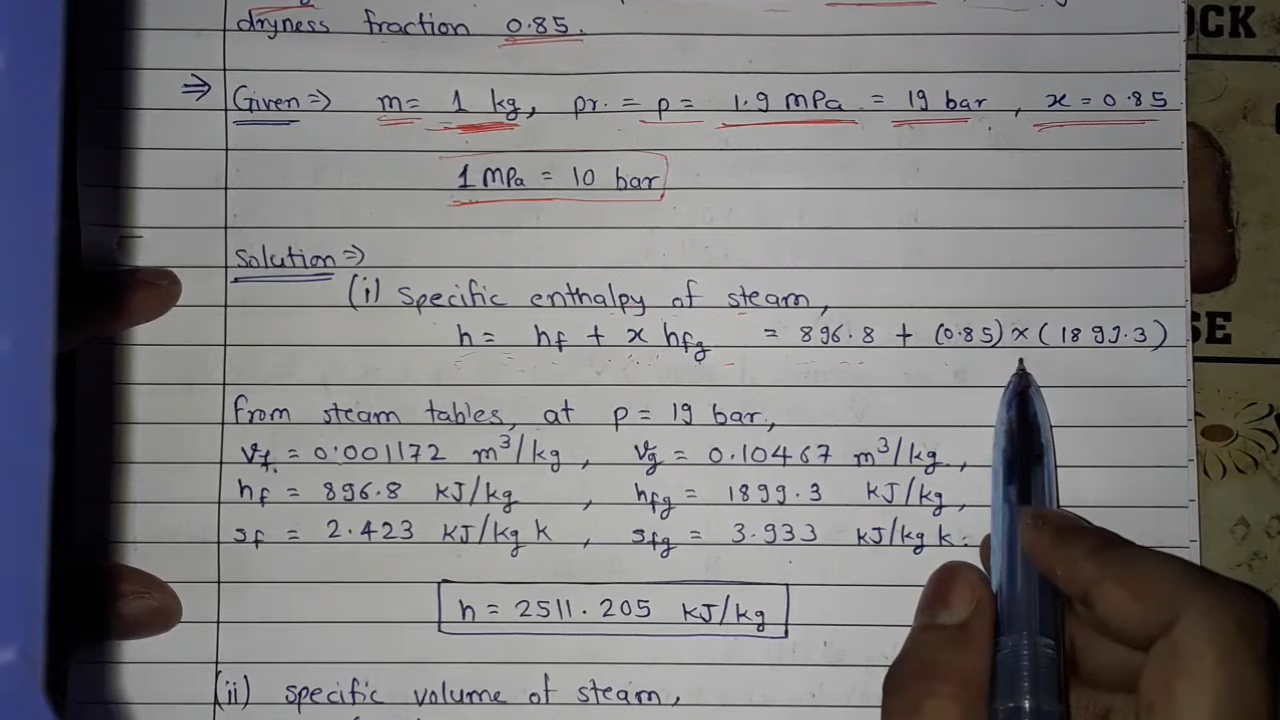 dryness fraction 0.85.
⇒ Given ⇒ m = 1 kg, pr. = p = 1.9 mPa = 19 bar, x = 0.85
1 mPa = 10 bar
Solution ⇒
(i) Specific enthalpy of steam,
h = hf + x hfg = 896.8 + (0.85) × (1899.3)
from steam tables, at p = 19 bar,
vf = 0.001172 m³/kg, vg = 0.10467 m³/kg,
hf = 896.8 KJ/kg, hfg = 1899.3 KJ/kg,
sf = 2.423 KJ/kg k, sfg = 3.933 KJ/kg k.
h = 2511.205 KJ/kg
(ii) specific volume of steam,
OCK
SE